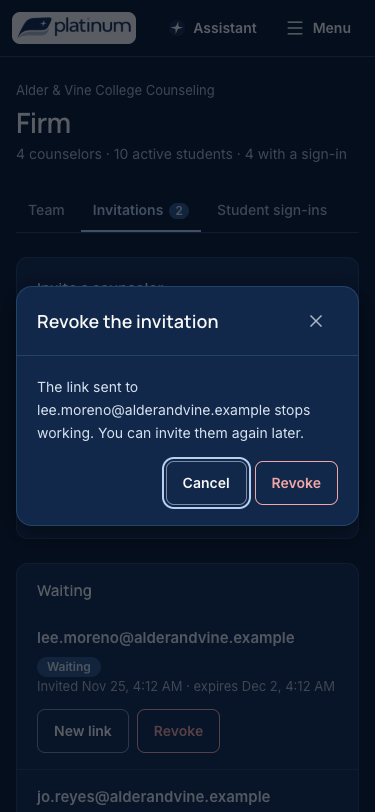 platinum
Assistant
Menu
Alder & Vine College Counseling
Firm
4 counselors · 10 active students · 4 with a sign-in
Team
Invitations 2
Student sign-ins
Revoke the invitation
The link sent to
lee.moreno@alderandvine.example stops
working. You can invite them again later.
Cancel
Revoke
Waiting
lee.moreno@alderandvine.example
Waiting
Invited Nov 25, 4:12 AM · expires Dec 2, 4:12 AM
New link
Revoke
jo.reyes@alderandvine.example